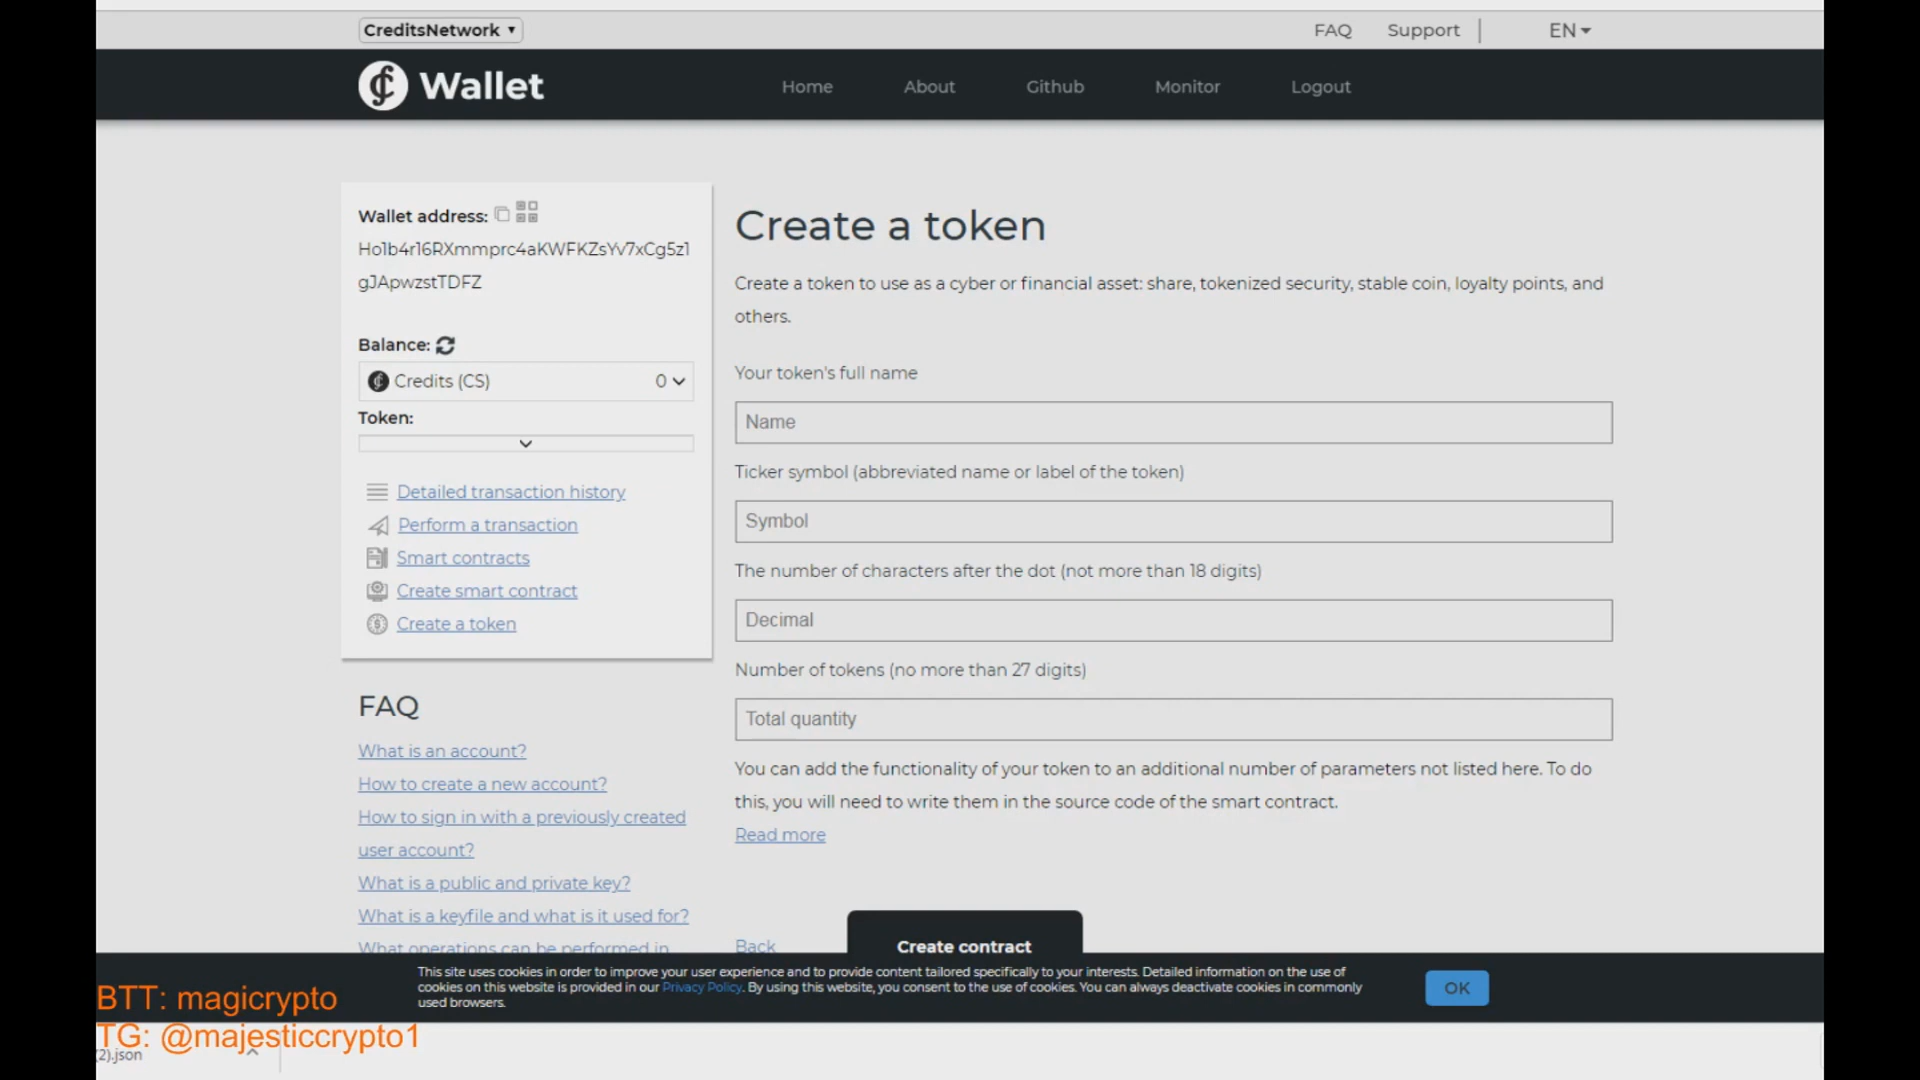 CreditsNetwork
FAQ Support EN
Wallet Home About Github Monitor Logout
Wallet address:
Ho1b4r16RXmmprc4aKWFKZsYv7xCg5z1
gJApwzstTDFZ
Balance:
Credits (CS) 0
Token:
Detailed transaction history
Perform a transaction
Smart contracts
Create smart contract
Create a token
FAQ
What is an account?
How to create a new account?
How to sign in with a previously created
user account?
What is a public and private key?
What is a keyfile and what is it used for?
What operations can be performed in
Create a token
Create a token to use as a cyber or financial asset: share, tokenized security, stable coin, loyalty points, and
others.
Your token's full name
Name
Ticker symbol (abbreviated name or label of the token)
Symbol
The number of characters after the dot (not more than 18 digits)
Decimal
Number of tokens (no more than 27 digits)
Total quantity
You can add the functionality of your token to an additional number of parameters not listed here. To do
this, you will need to write them in the source code of the smart contract.
Read more
Back
Create contract
This site uses cookies in order to improve your user experience and to provide content tailored specifically to your interests. Detailed information on the use of
cookies on this website is provided in our Privacy Policy. By using this website, you consent to the use of cookies. You can always deactivate cookies in commonly
used browsers.
OK
BTT: magicrypto
TG: @majesticcrypto1
(2).json